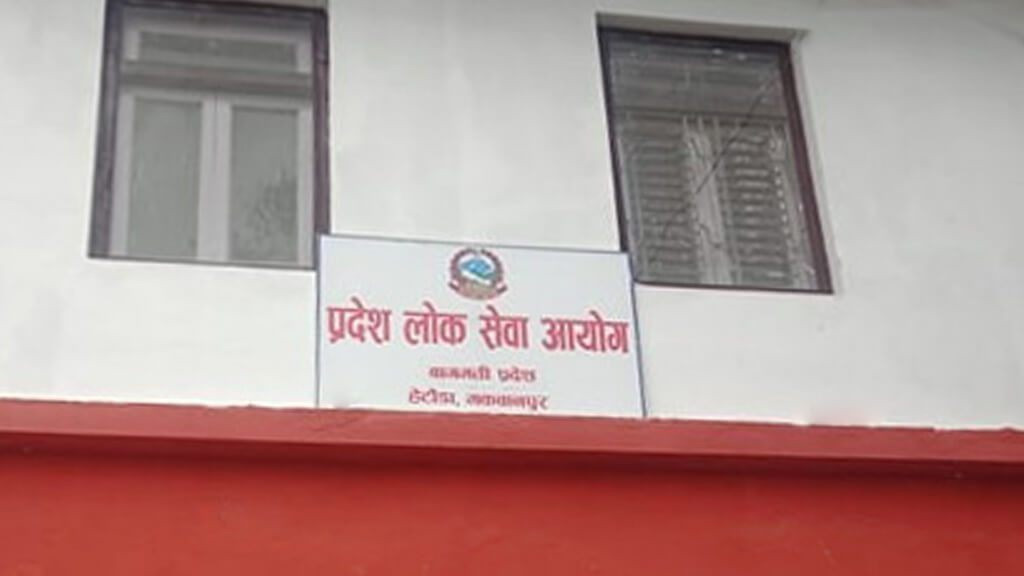 प्रदेश लोक सेवा आयोग
वागमती प्रदेश
हेटौंडा, मकवानपुर